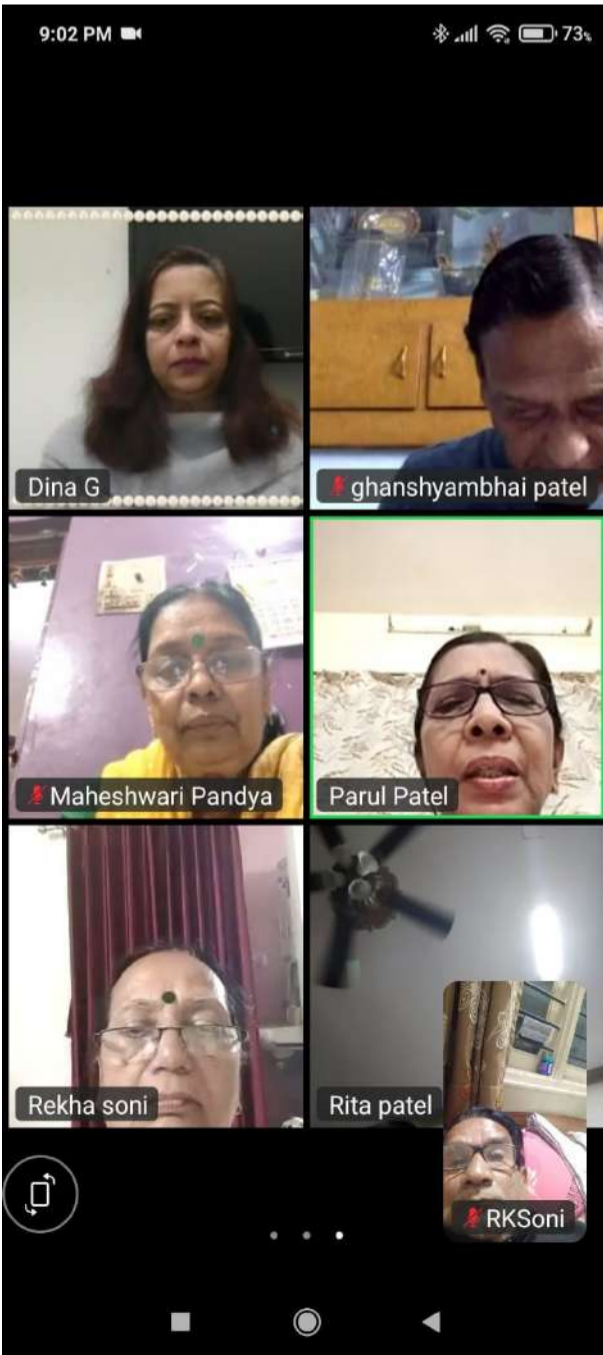 9:02 PM
73%
Dina G
ghanshyambhai patel
Maheshwari Pandya
Parul Patel
Rekha soni
Rita patel
RKSoni